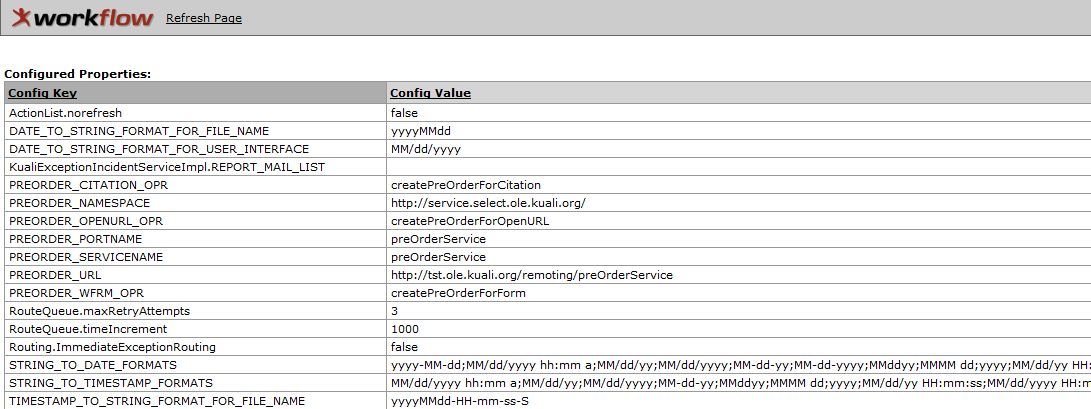 workflow Refresh Page
Configured Properties:
Config Key Config Value
ActionList.norefresh false
DATE_TO_STRING_FORMAT_FOR_FILE_NAME yyyyMMdd
DATE_TO_STRING_FORMAT_FOR_USER_INTERFACE MM/dd/yyyy
KualiExceptionIncidentServiceImpl.REPORT_MAIL_LIST
PREORDER_CITATION_OPR createPreOrderForCitation
PREORDER_NAMESPACE http://service.select.ole.kuali.org/
PREORDER_OPENURL_OPR createPreOrderForOpenURL
PREORDER_PORTNAME preOrderService
PREORDER_SERVICENAME preOrderService
PREORDER_URL http://tst.ole.kuali.org/remoting/preOrderService
PREORDER_WFRM_OPR createPreOrderForForm
RouteQueue.maxRetryAttempts 3
RouteQueue.timeIncrement 1000
Routing.ImmediateExceptionRouting false
STRING_TO_DATE_FORMATS yyyy-MM-dd;MM/dd/yyyy hh:mm a;MM/dd/yy;MM/dd/yyyy;MM-dd-yy;MM-dd-yyyy;MMddyy;MMMM dd;yyyy;MM/dd/yy HH:
STRING_TO_TIMESTAMP_FORMATS MM/dd/yyyy hh:mm a;MM/dd/yy;MM/dd/yyyy;MM-dd-yy;MMddyy;MMMM dd;yyyy;MM/dd/yy HH:mm:ss;MM/dd/yyyy HH:m
TIMESTAMP_TO_STRING_FORMAT_FOR_FILE_NAME yyyyMMdd-HH-mm-ss-S